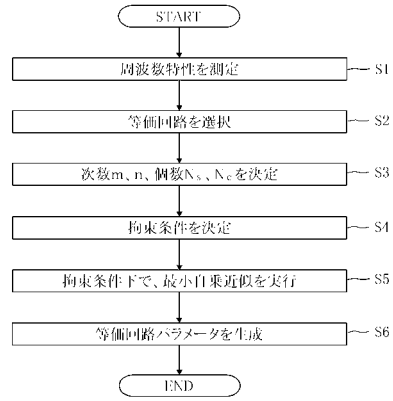 START
周波数特性を測定
S1
等価回路を選択
S2
次数m、n、個数Ns、Ncを決定
S3
拘束条件を決定
S4
拘束条件下で、最小自乗近似を実行
S5
等価回路パラメータを生成
S6
END